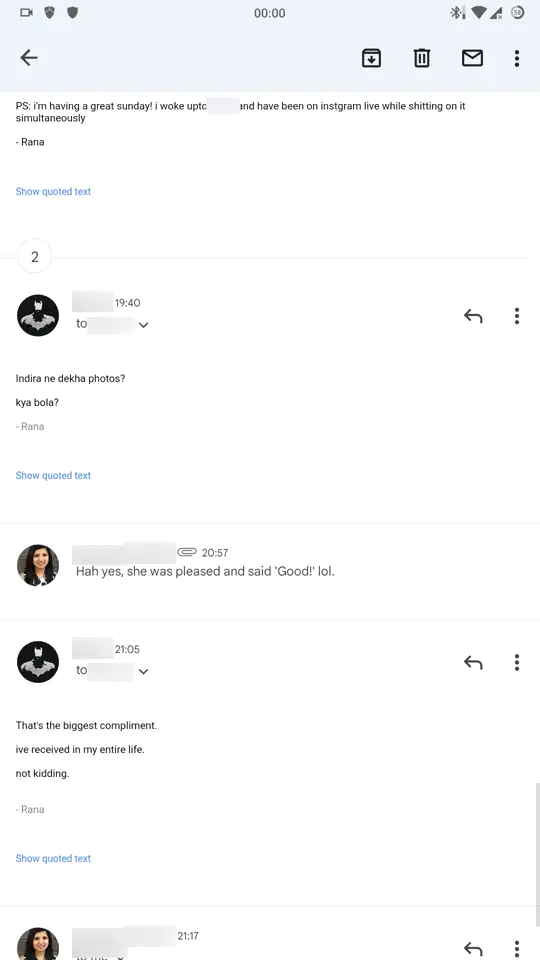 00:00
58
PS: i'm having a great sunday! i woke upto and have been on instgram live while shitting on it
simultaneously
- Rana
Show quoted text
2
19:40
to
Indira ne dekha photos?
kya bola?
- Rana
Show quoted text
20:57
Hah yes, she was pleased and said 'Good!' lol.
21:05
to
That's the biggest compliment.
ive received in my entire life.
not kidding.
- Rana
Show quoted text
21:17